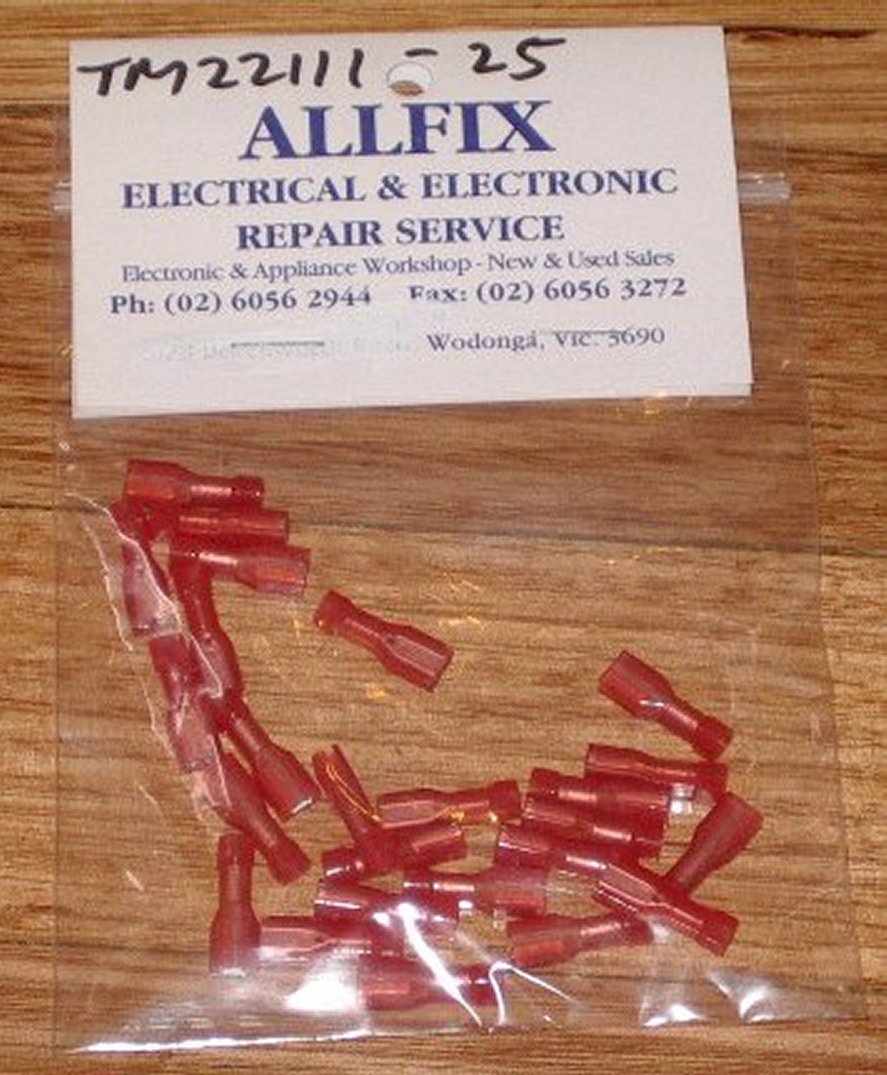 TM22111-25
ALLFIX
ELECTRICAL & ELECTRONIC
REPAIR SERVICE
Electronic & Appliance Workshop - New & Used Sales
Ph: (02) 6056 2944 Fax: (02) 6056 3272
Wodonga, Vic. 3690